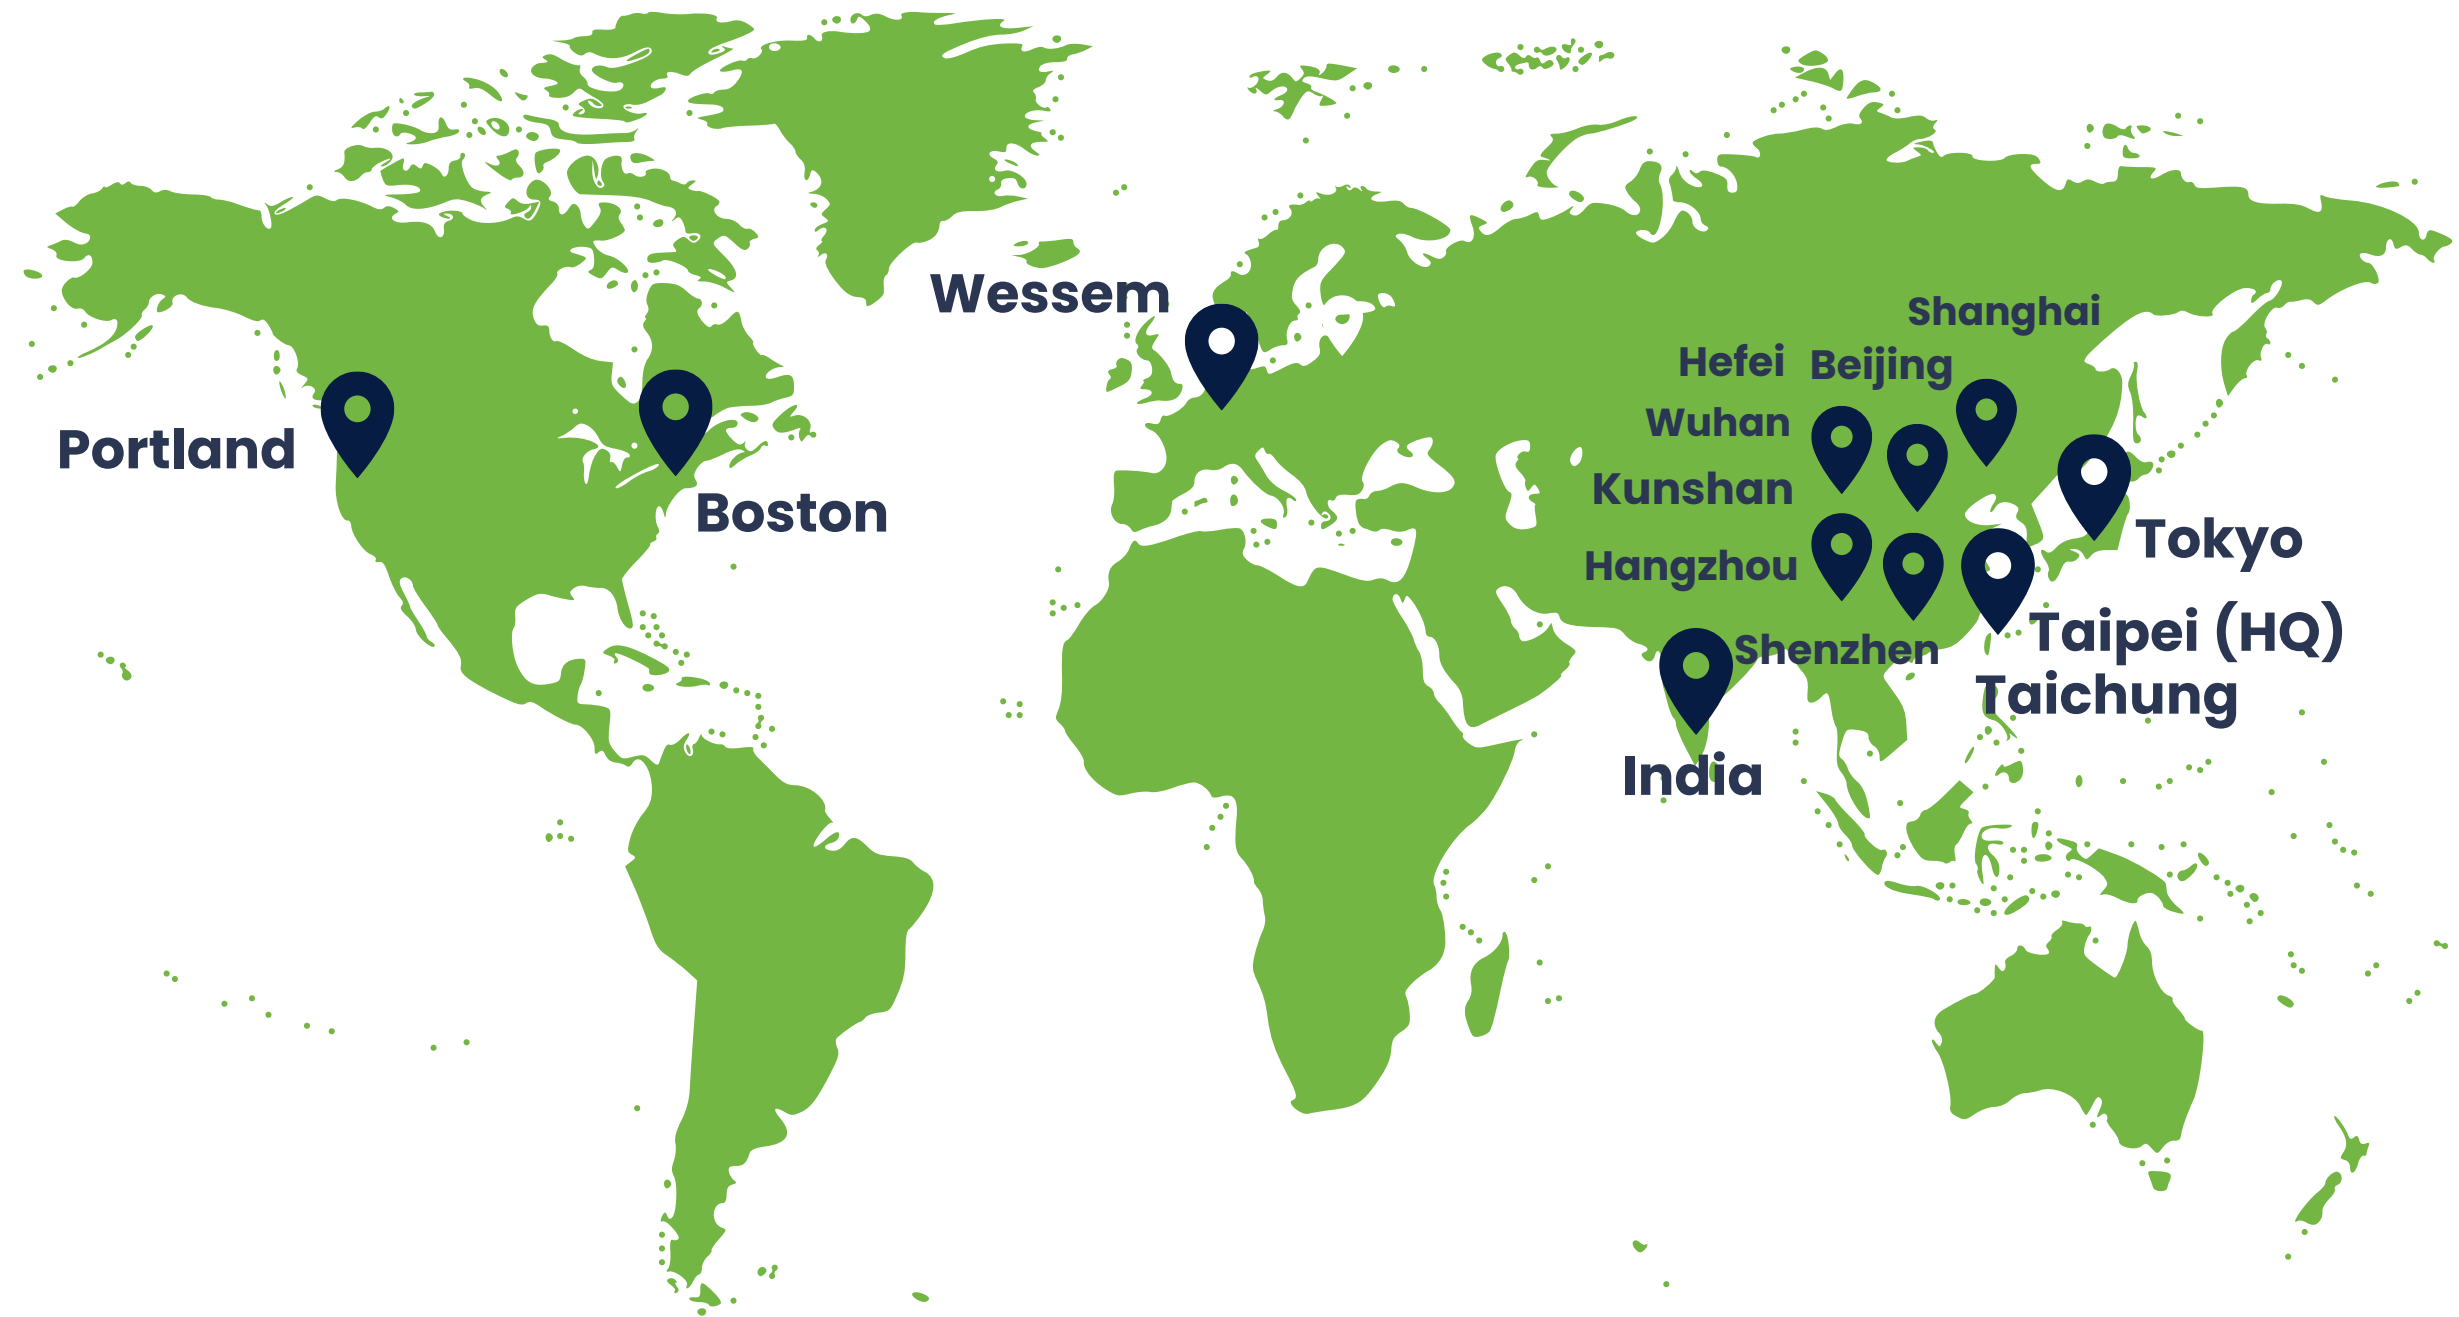 Wessem
Portland
Boston
Shanghai
Hefei
Beijing
Wuhan
Kunshan
Hangzhou
Shenzhen
Tokyo
Taipei (HQ)
Taichung
India